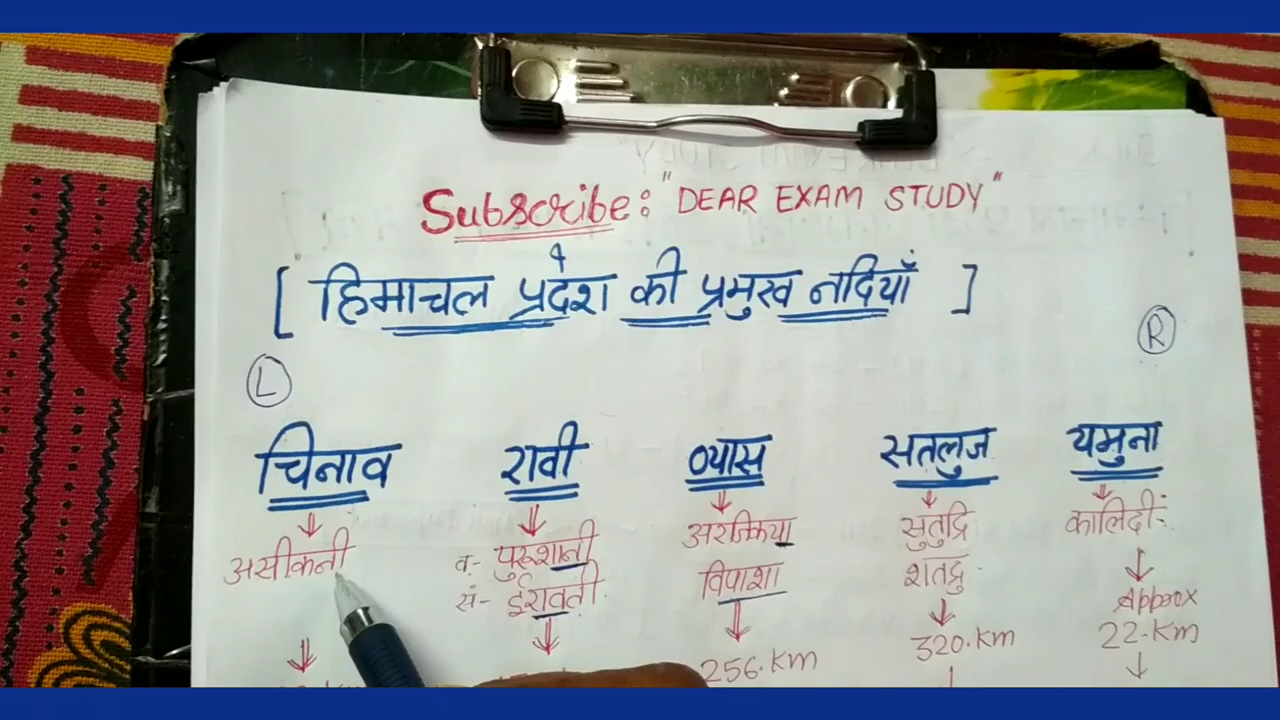 Subscribe: "DEAR EXAM STUDY"
[ हिमाचल प्रदेश की प्रमुख नदियाँ ]
L R
चिनाव रावी व्यास सतलुज यमुना
असीकनी व.- पुरूशानी अरजिकिया सुतुद्रि कालिदीं:
सं.- ईरावती विपाशा शतद्रु
Approx
256.Km 320.Km 22.Km